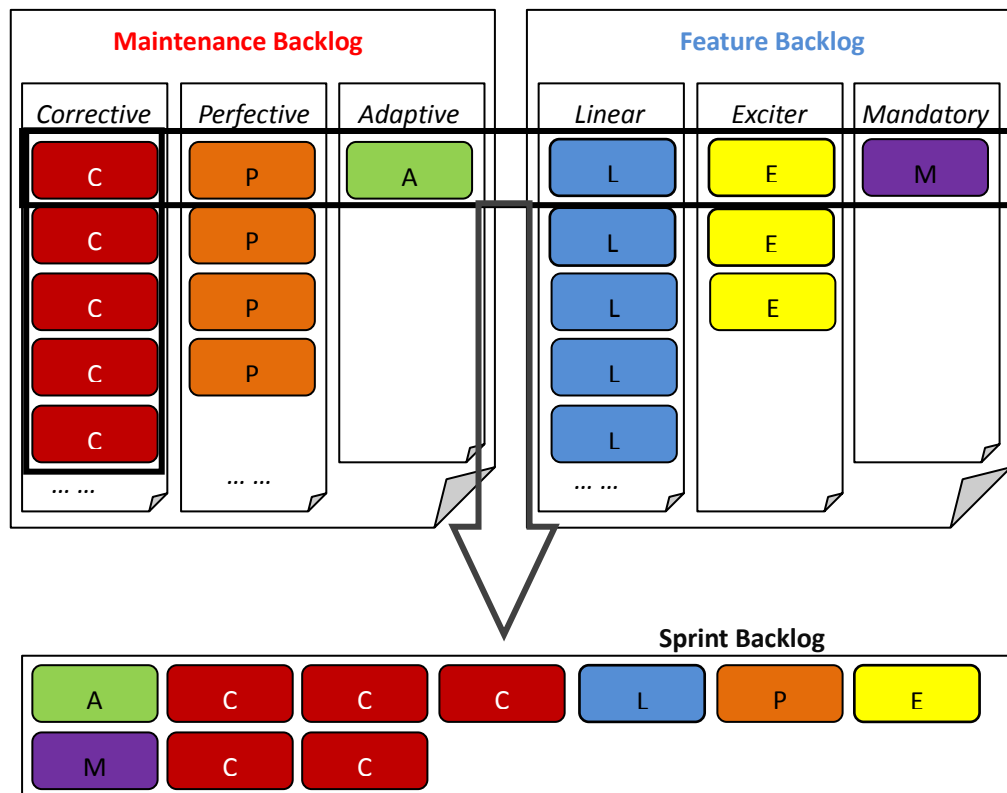 Maintenance Backlog Feature Backlog
Corrective Perfective Adaptive Linear Exciter Mandatory
C P A L E M
C P L E
C P L E
C P L
C L
... ... ... ... ... ...
Sprint Backlog
A C C C L P E
M C C